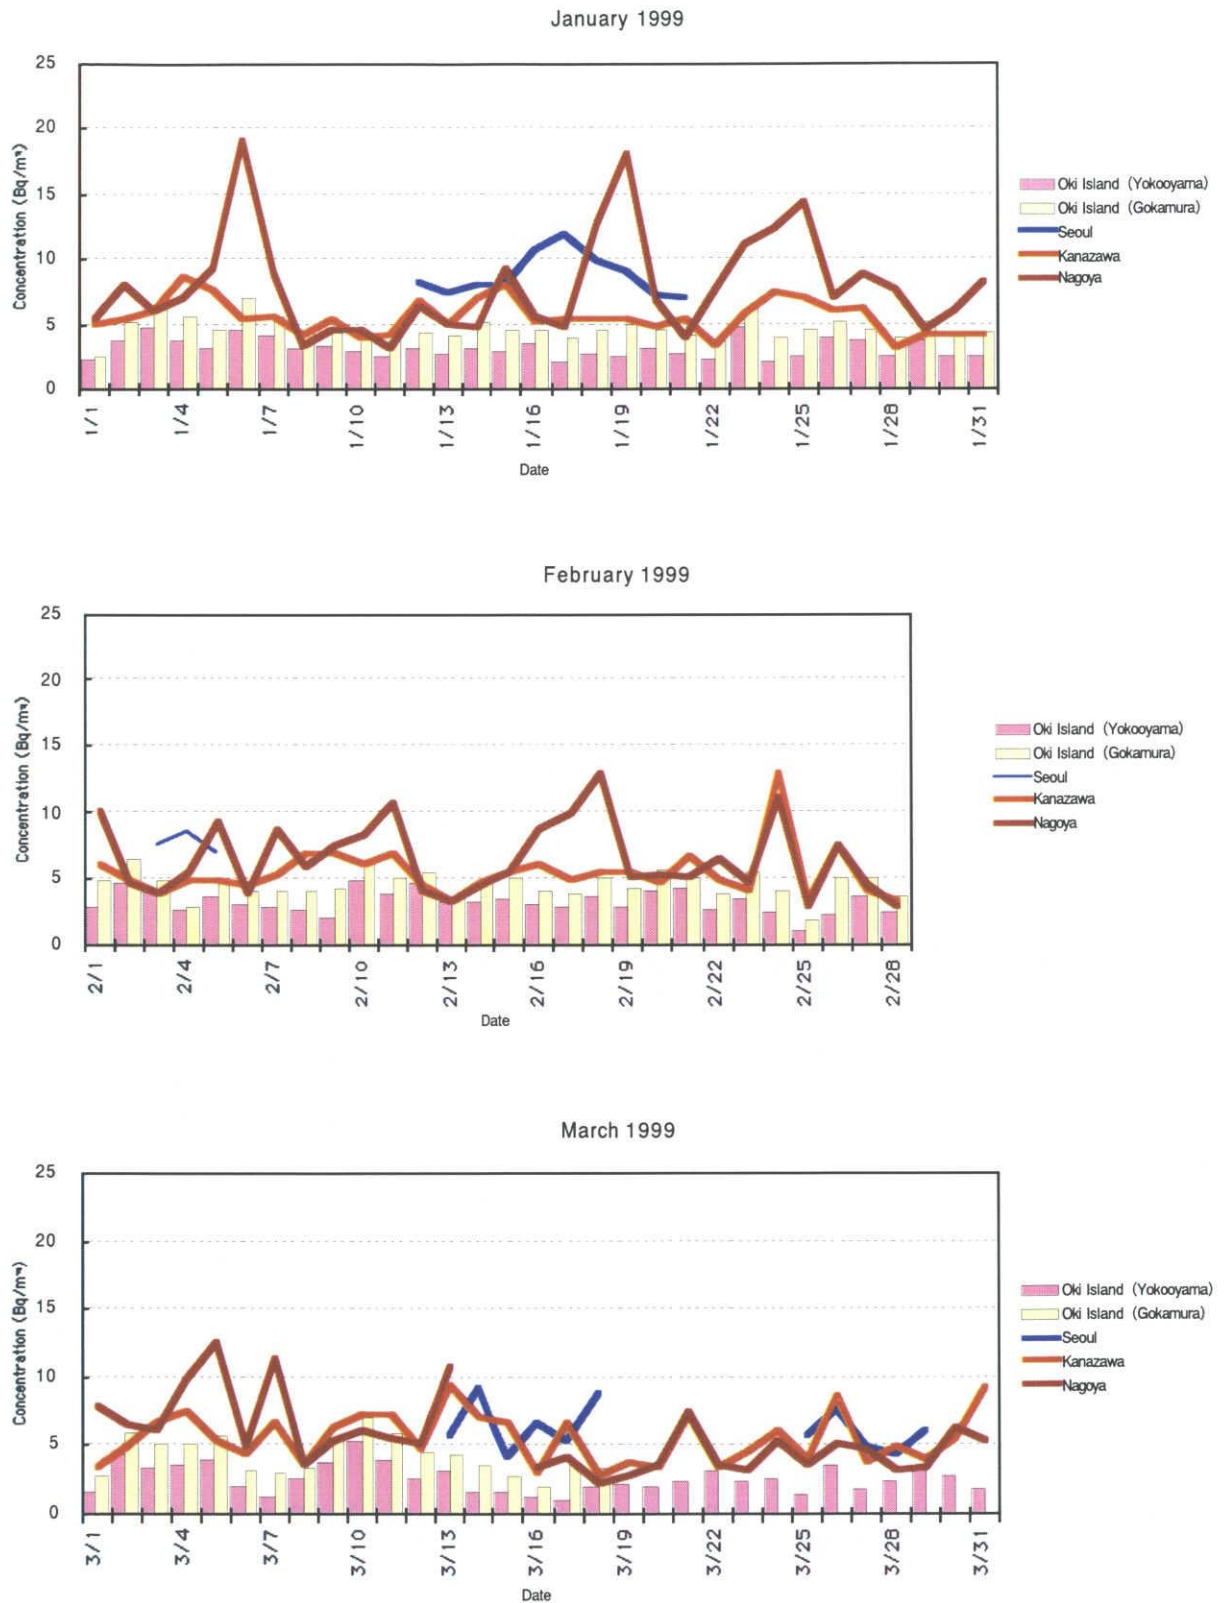 January 1999
25
20
15
10
5
0
Concentration (Bq/m³)
1/1
1/4
1/7
1/10
1/13
1/16
1/19
1/22
1/25
1/28
1/31
Date
Oki Island (Yokooyama)
Oki Island (Gokamura)
Seoul
Kanazawa
Nagoya
February 1999
25
20
15
10
5
0
Concentration (Bq/m³)
2/1
2/4
2/7
2/10
2/13
2/16
2/19
2/22
2/25
2/28
Date
Oki Island (Yokooyama)
Oki Island (Gokamura)
Seoul
Kanazawa
Nagoya
March 1999
25
20
15
10
5
0
Concentration (Bq/m³)
3/1
3/4
3/7
3/10
3/13
3/16
3/19
3/22
3/25
3/28
3/31
Date
Oki Island (Yokooyama)
Oki Island (Gokamura)
Seoul
Kanazawa
Nagoya